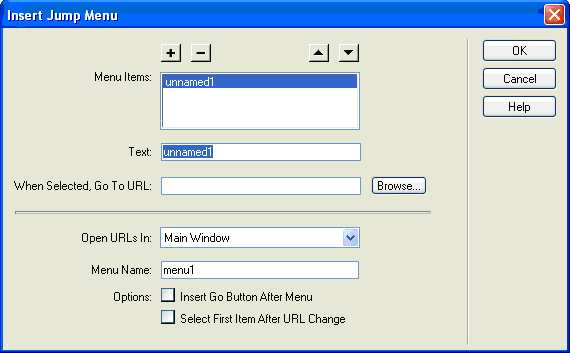 Insert Jump Menu
OK
Menu Items: unnamed1
Cancel
Help
Text: unnamed1
When Selected, Go To URL: Browse...
Open URLs In: Main Window
Menu Name: menu1
Options: Insert Go Button After Menu
Select First Item After URL Change